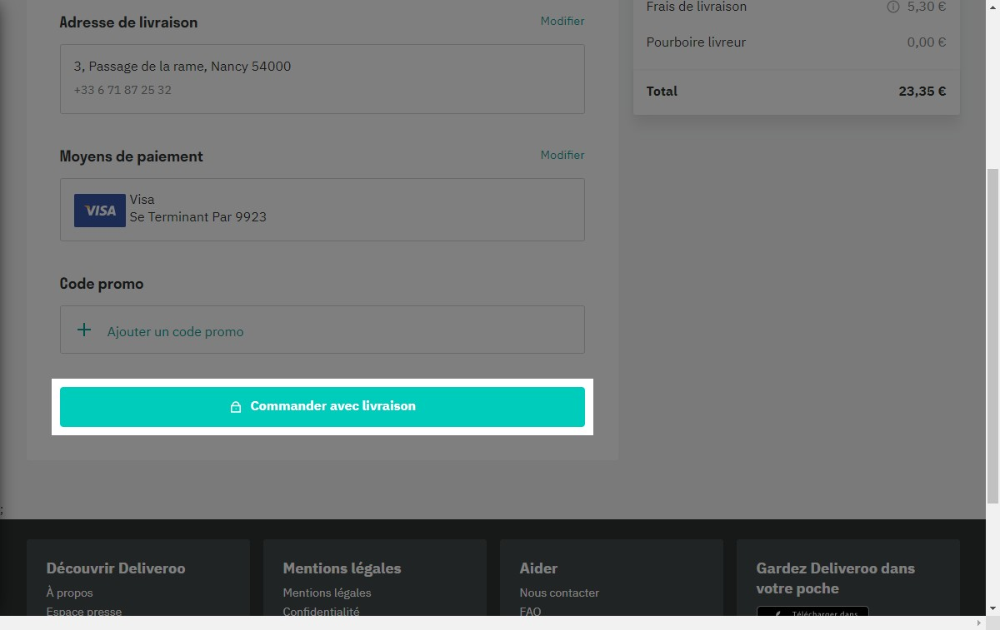 Adresse de livraison
Modifier
3, Passage de la rame, Nancy 54000
+33 6 71 87 25 32
Moyens de paiement
Modifier
VISA
Visa
Se Terminant Par 9923
Code promo
Ajouter un code promo
Commander avec livraison
Frais de livraison 5,30 €
Pourboire livreur 0,00 €
Total 23,35 €
;
Découvrir Deliveroo
À propos
Espace presse
Mentions légales
Mentions légales
Confidentialité
Aider
Nous contacter
FAQ
Gardez Deliveroo dans
votre poche
Télécharger dans